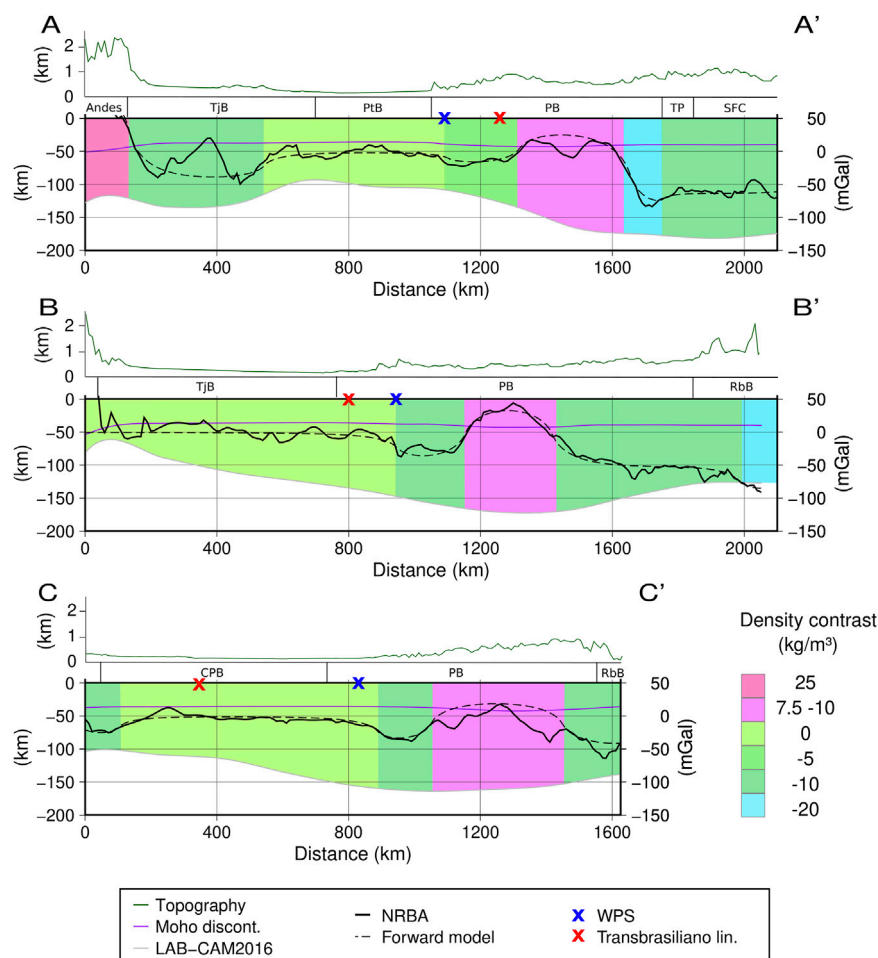 A A'
2
1
0
(km)
Andes TjB PtB PB TP SFC
X X
0 50
−50 0
−100 −50
−150 −100
−200 −150
(km) (mGal)
0 400 800 1200 1600 2000
Distance (km)
B B'
2
1
0
(km)
TjB PB RbB
X X
0 50
−50 0
−100 −50
−150 −100
−200 −150
(km) (mGal)
0 400 800 1200 1600 2000
Distance (km)
C C'
2
1
0
(km)
CPB PB RbB
X X
0 50
−50 0
−100 −50
−150 −100
−200 −150
(km) (mGal)
0 400 800 1200 1600
Distance (km)
Density contrast
(kg/m³)
25
7.5 -10
0
-5
-10
-20
Topography
Moho discont.
LAB−CAM2016
NRBA
Forward model
X WPS
X Transbrasiliano lin.